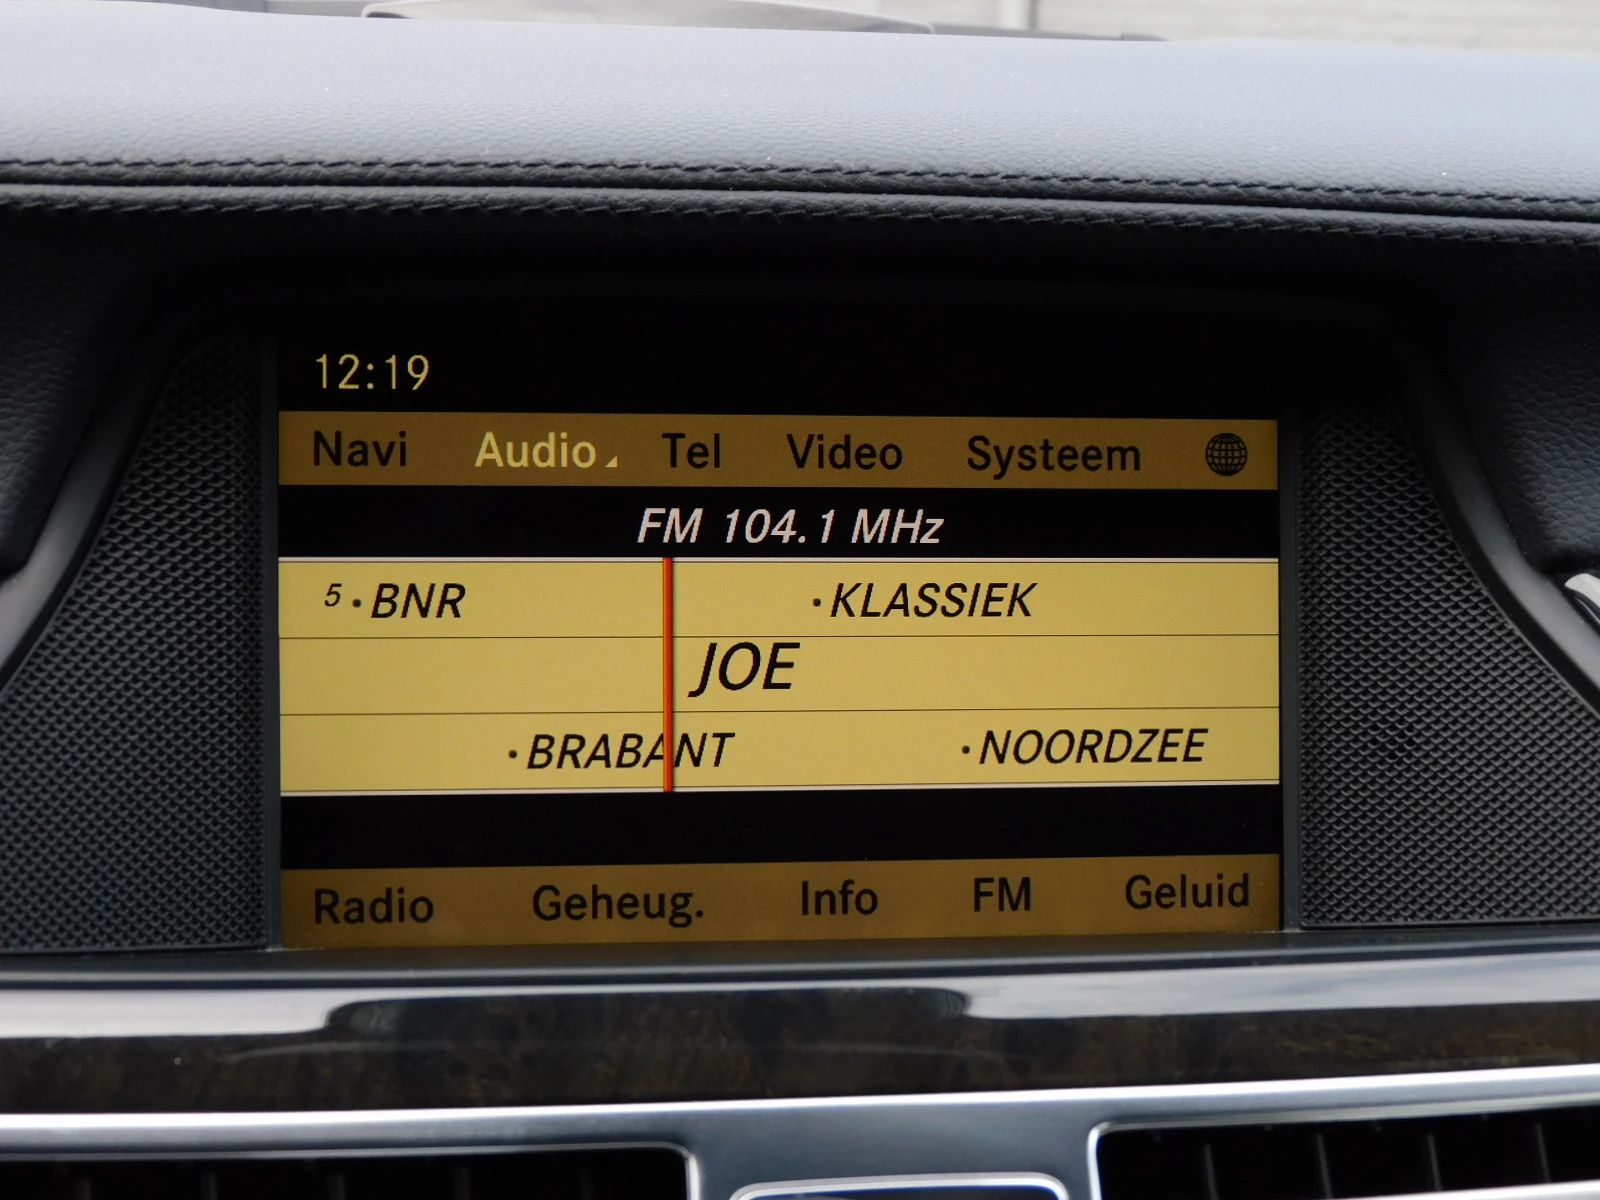 12:19
Navi Audio Tel Video Systeem
FM 104.1 MHz
5 · BNR · KLASSIEK
JOE
· BRABANT · NOORDZEE
Radio Geheug. Info FM Geluid